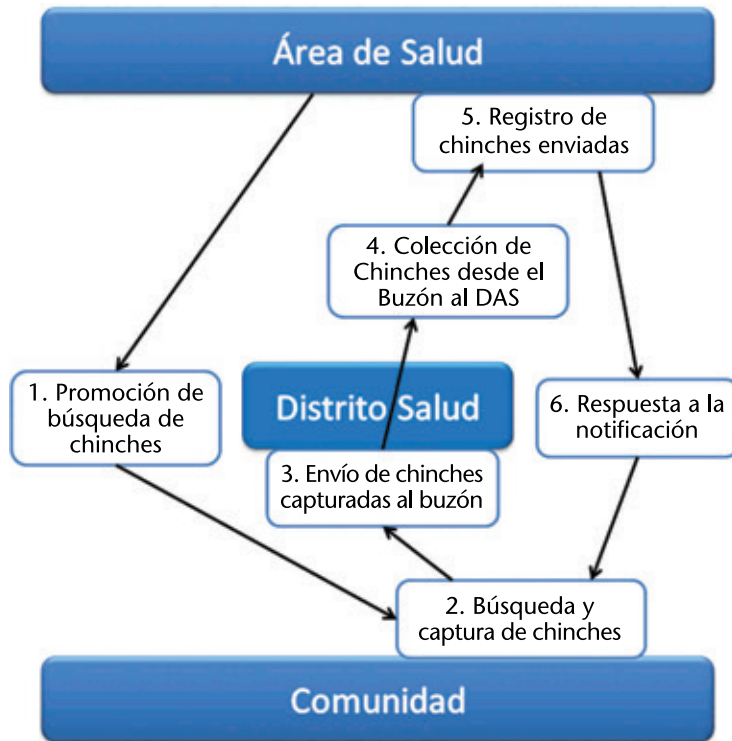 Área de Salud
5. Registro de
chinches enviadas
4. Colección de
Chinches desde el
Buzón al DAS
1. Promoción de
búsqueda de
chinches
Distrito Salud
6. Respuesta a la
notificación
3. Envío de chinches
capturadas al buzón
2. Búsqueda y
captura de chinches
Comunidad